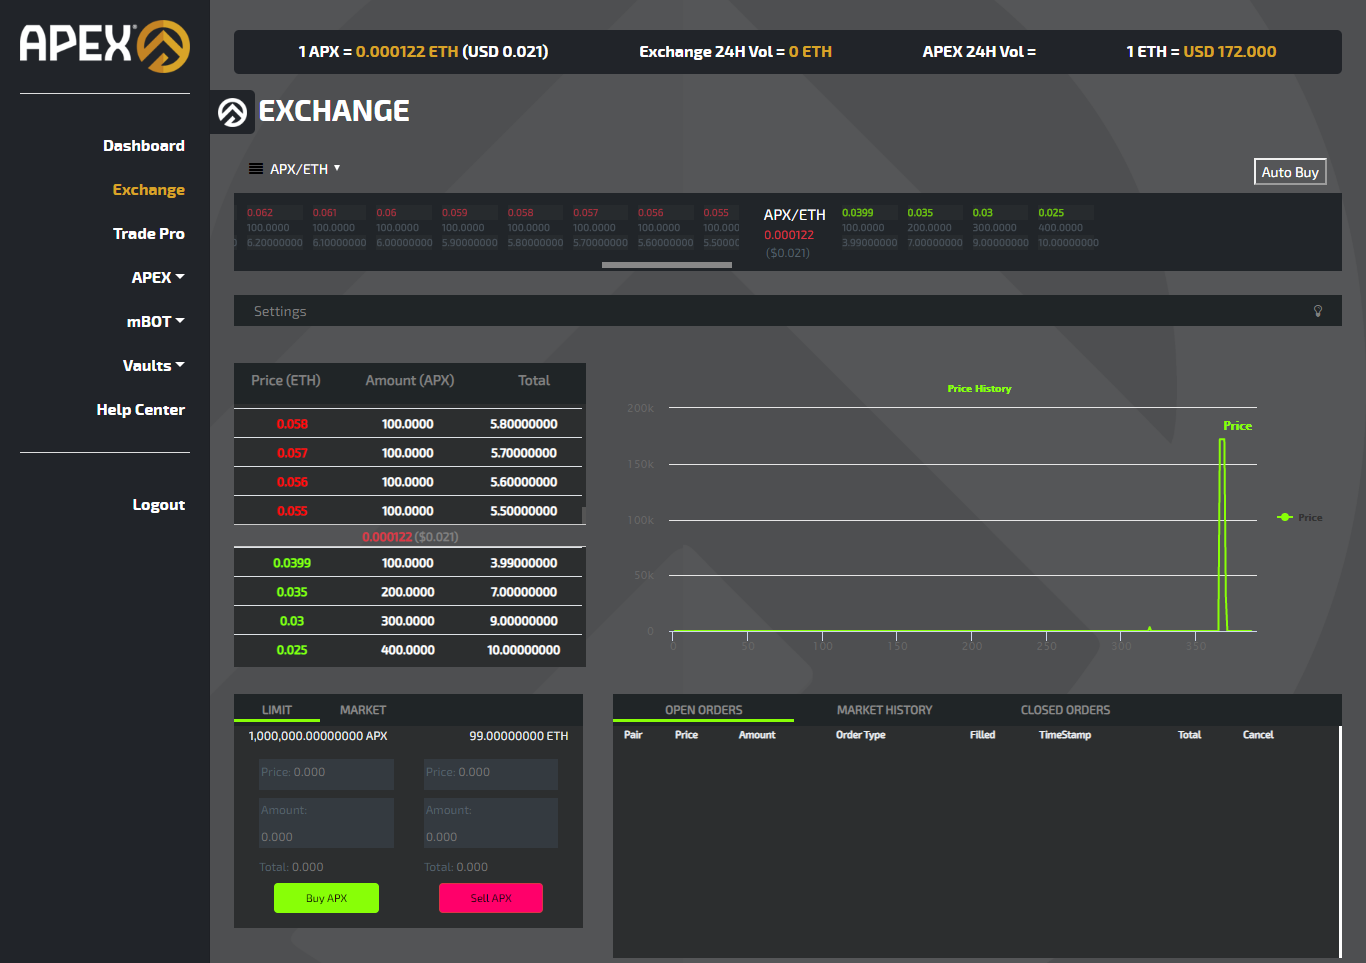 APEX
1 APX = 0.000122 ETH (USD 0.021) Exchange 24H Vol = 0 ETH APEX 24H Vol = 1 ETH = USD 172.000
EXCHANGE
Dashboard
Exchange
Trade Pro
APEX
mBOT
Vaults
Help Center
Logout
APX/ETH
Auto Buy
0.062 0.061 0.06 0.059 0.058 0.057 0.056 0.055
100.0000 100.0000 100.0000 100.0000 100.0000 100.0000 100.0000 100.000
0 6.20000000 6.10000000 6.00000000 5.90000000 5.80000000 5.70000000 5.60000000 5.50000
APX/ETH
0.000122
($0.021)
0.0399 0.035 0.03 0.025
100.0000 200.0000 300.0000 400.0000
3.99000000 7.00000000 9.00000000 10.00000000
Settings
Price (ETH) Amount (APX) Total
0.058 100.0000 5.80000000
0.057 100.0000 5.70000000
0.056 100.0000 5.60000000
0.055 100.0000 5.50000000
0.000122 ($0.021)
0.0399 100.0000 3.99000000
0.035 200.0000 7.00000000
0.03 300.0000 9.00000000
0.025 400.0000 10.00000000
Price History
200k
150k
100k
50k
0
0 50 100 150 200 250 300 350
Price
Price
LIMIT MARKET
1,000,000.00000000 APX 99.00000000 ETH
Price: 0.000 Price: 0.000
Amount: Amount:
0.000 0.000
Total: 0.000 Total: 0.000
Buy APX Sell APX
OPEN ORDERS MARKET HISTORY CLOSED ORDERS
Pair Price Amount Order Type Filled TimeStamp Total Cancel